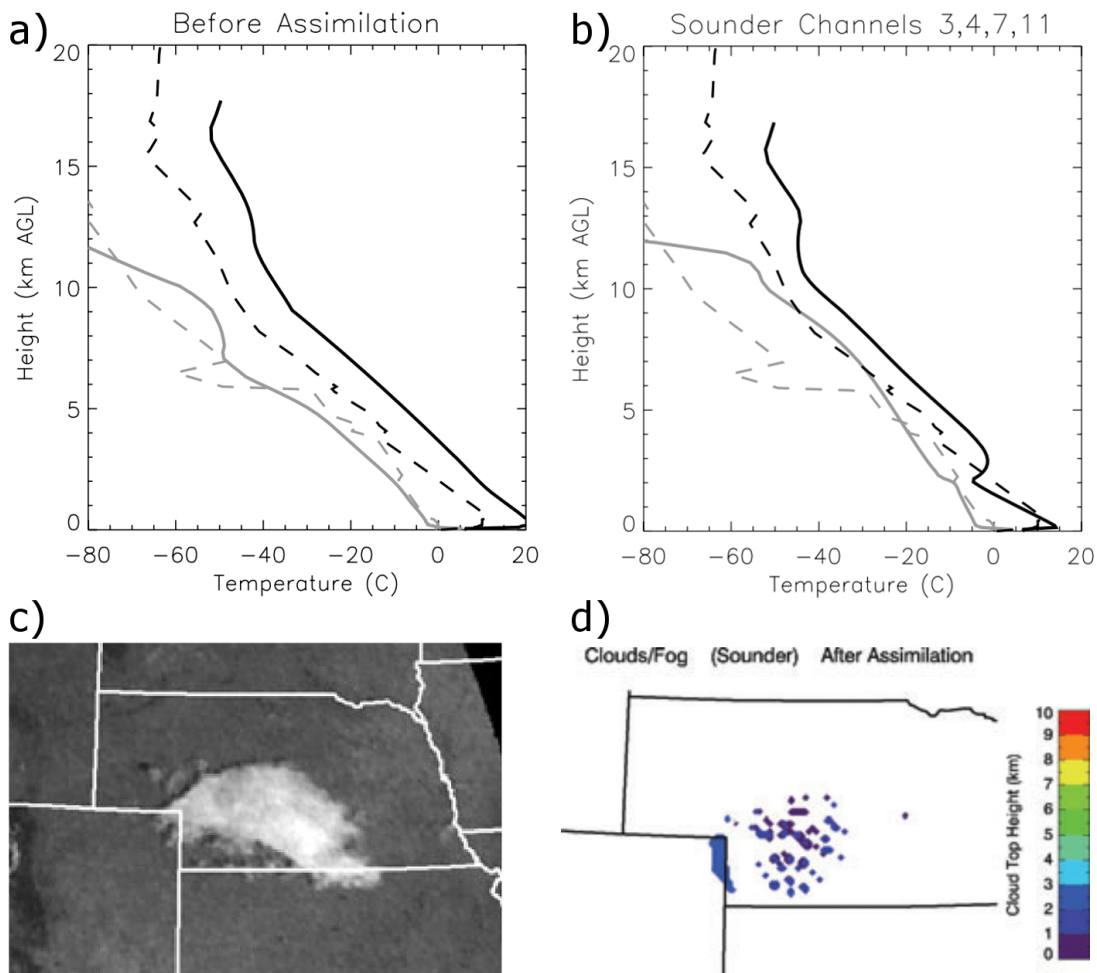 a) Before Assimilation
20
15
10
5
0
Height (km AGL)
−80 −60 −40 −20 0 20
Temperature (C)
b) Sounder Channels 3,4,7,11
20
15
10
5
0
Height (km AGL)
−80 −60 −40 −20 0 20
Temperature (C)
c)
d)
Clouds/Fog (Sounder) After Assimilation
10
9
8
7
6
5
4
3
2
1
0
Cloud Top Height (km)